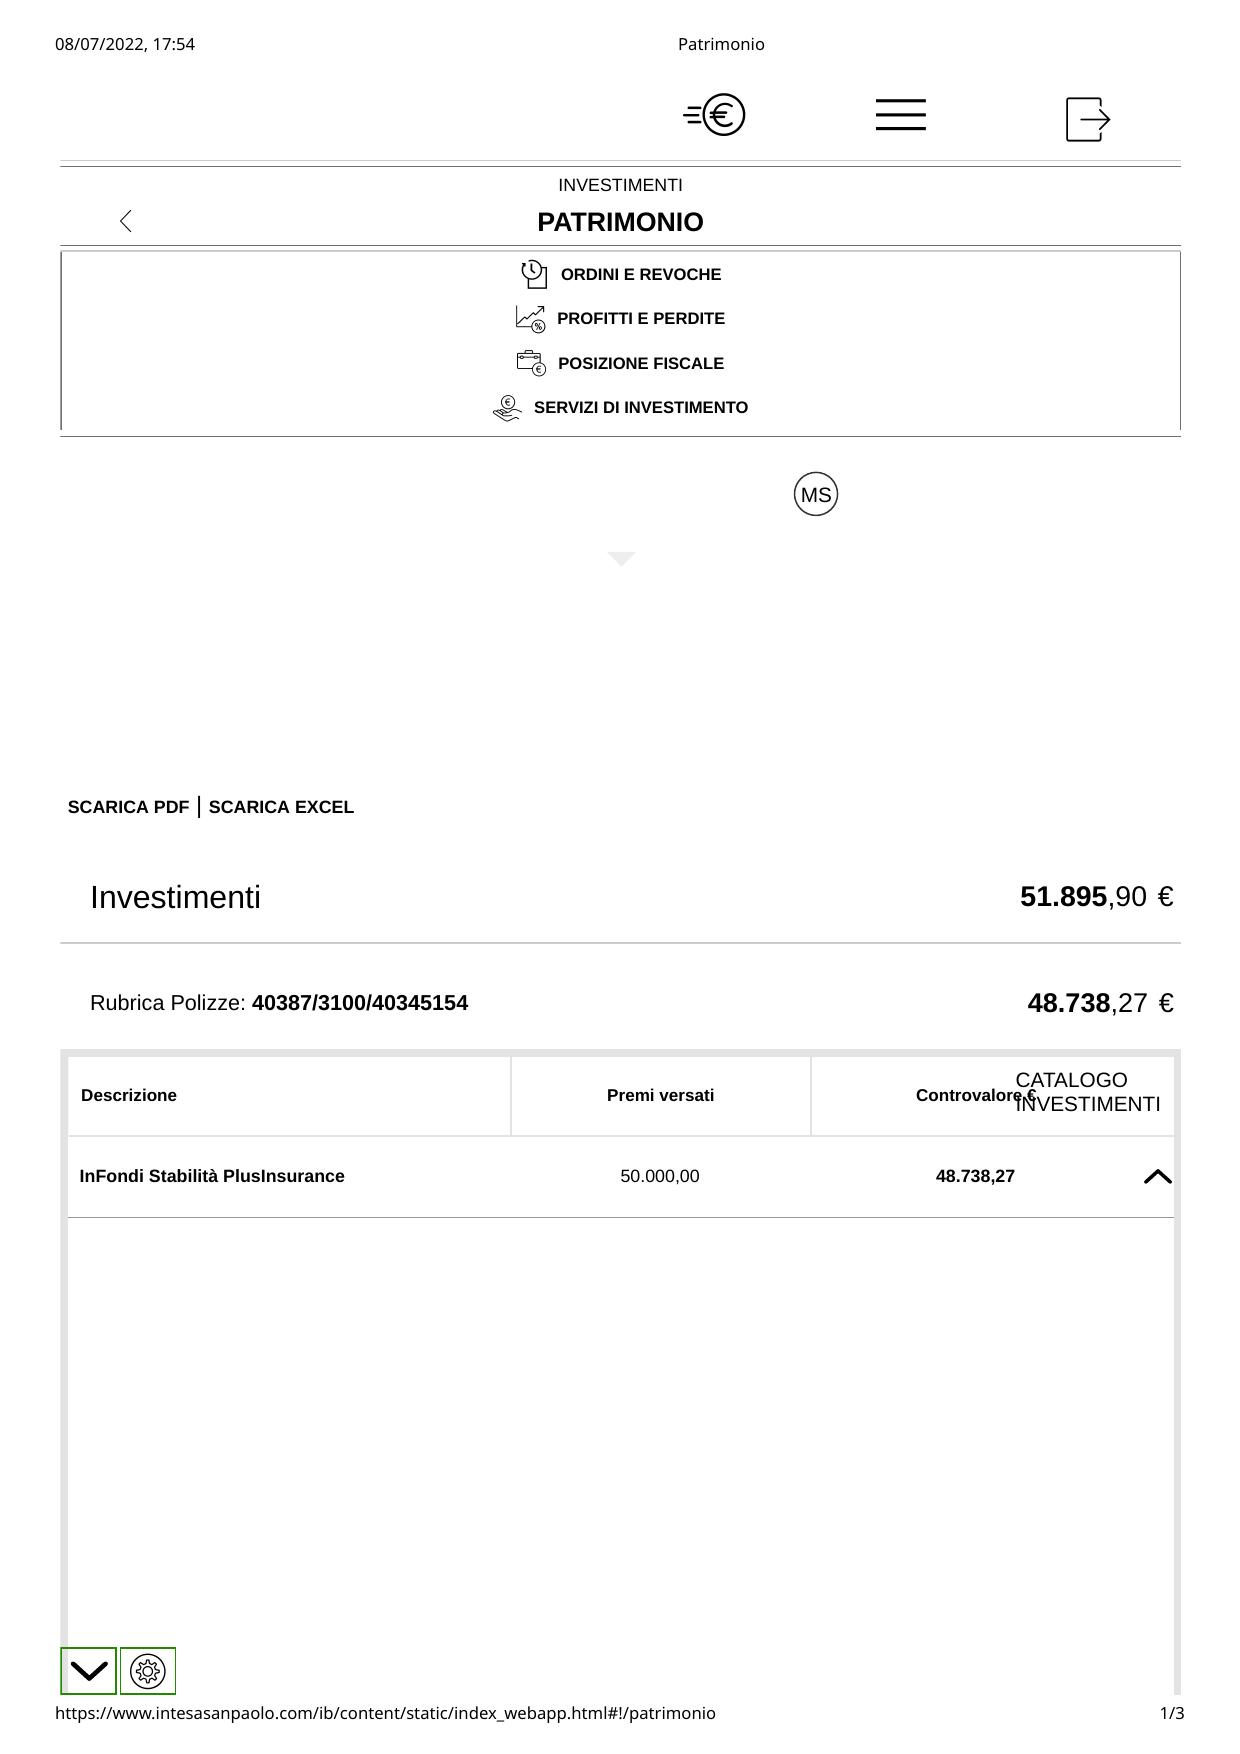 08/07/2022, 17:54 Patrimonio
INVESTIMENTI
PATRIMONIO
ORDINI E REVOCHE
PROFITTI E PERDITE
POSIZIONE FISCALE
SERVIZI DI INVESTIMENTO
MS
SCARICA PDF | SCARICA EXCEL
Investimenti 51.895,90 €
Rubrica Polizze: 40387/3100/40345154 48.738,27 €
Descrizione Premi versati Controvalore €
CATALOGO
INVESTIMENTI
InFondi Stabilità PlusInsurance 50.000,00 48.738,27
https://www.intesasanpaolo.com/ib/content/static/index_webapp.html#!/patrimonio 1/3